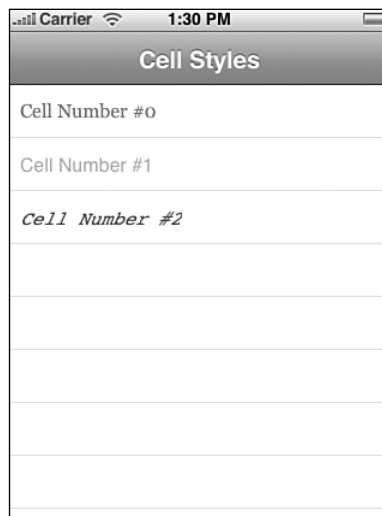 Carrier 1:30 PM
Cell Styles
Cell Number #0
Cell Number #1
Cell Number #2